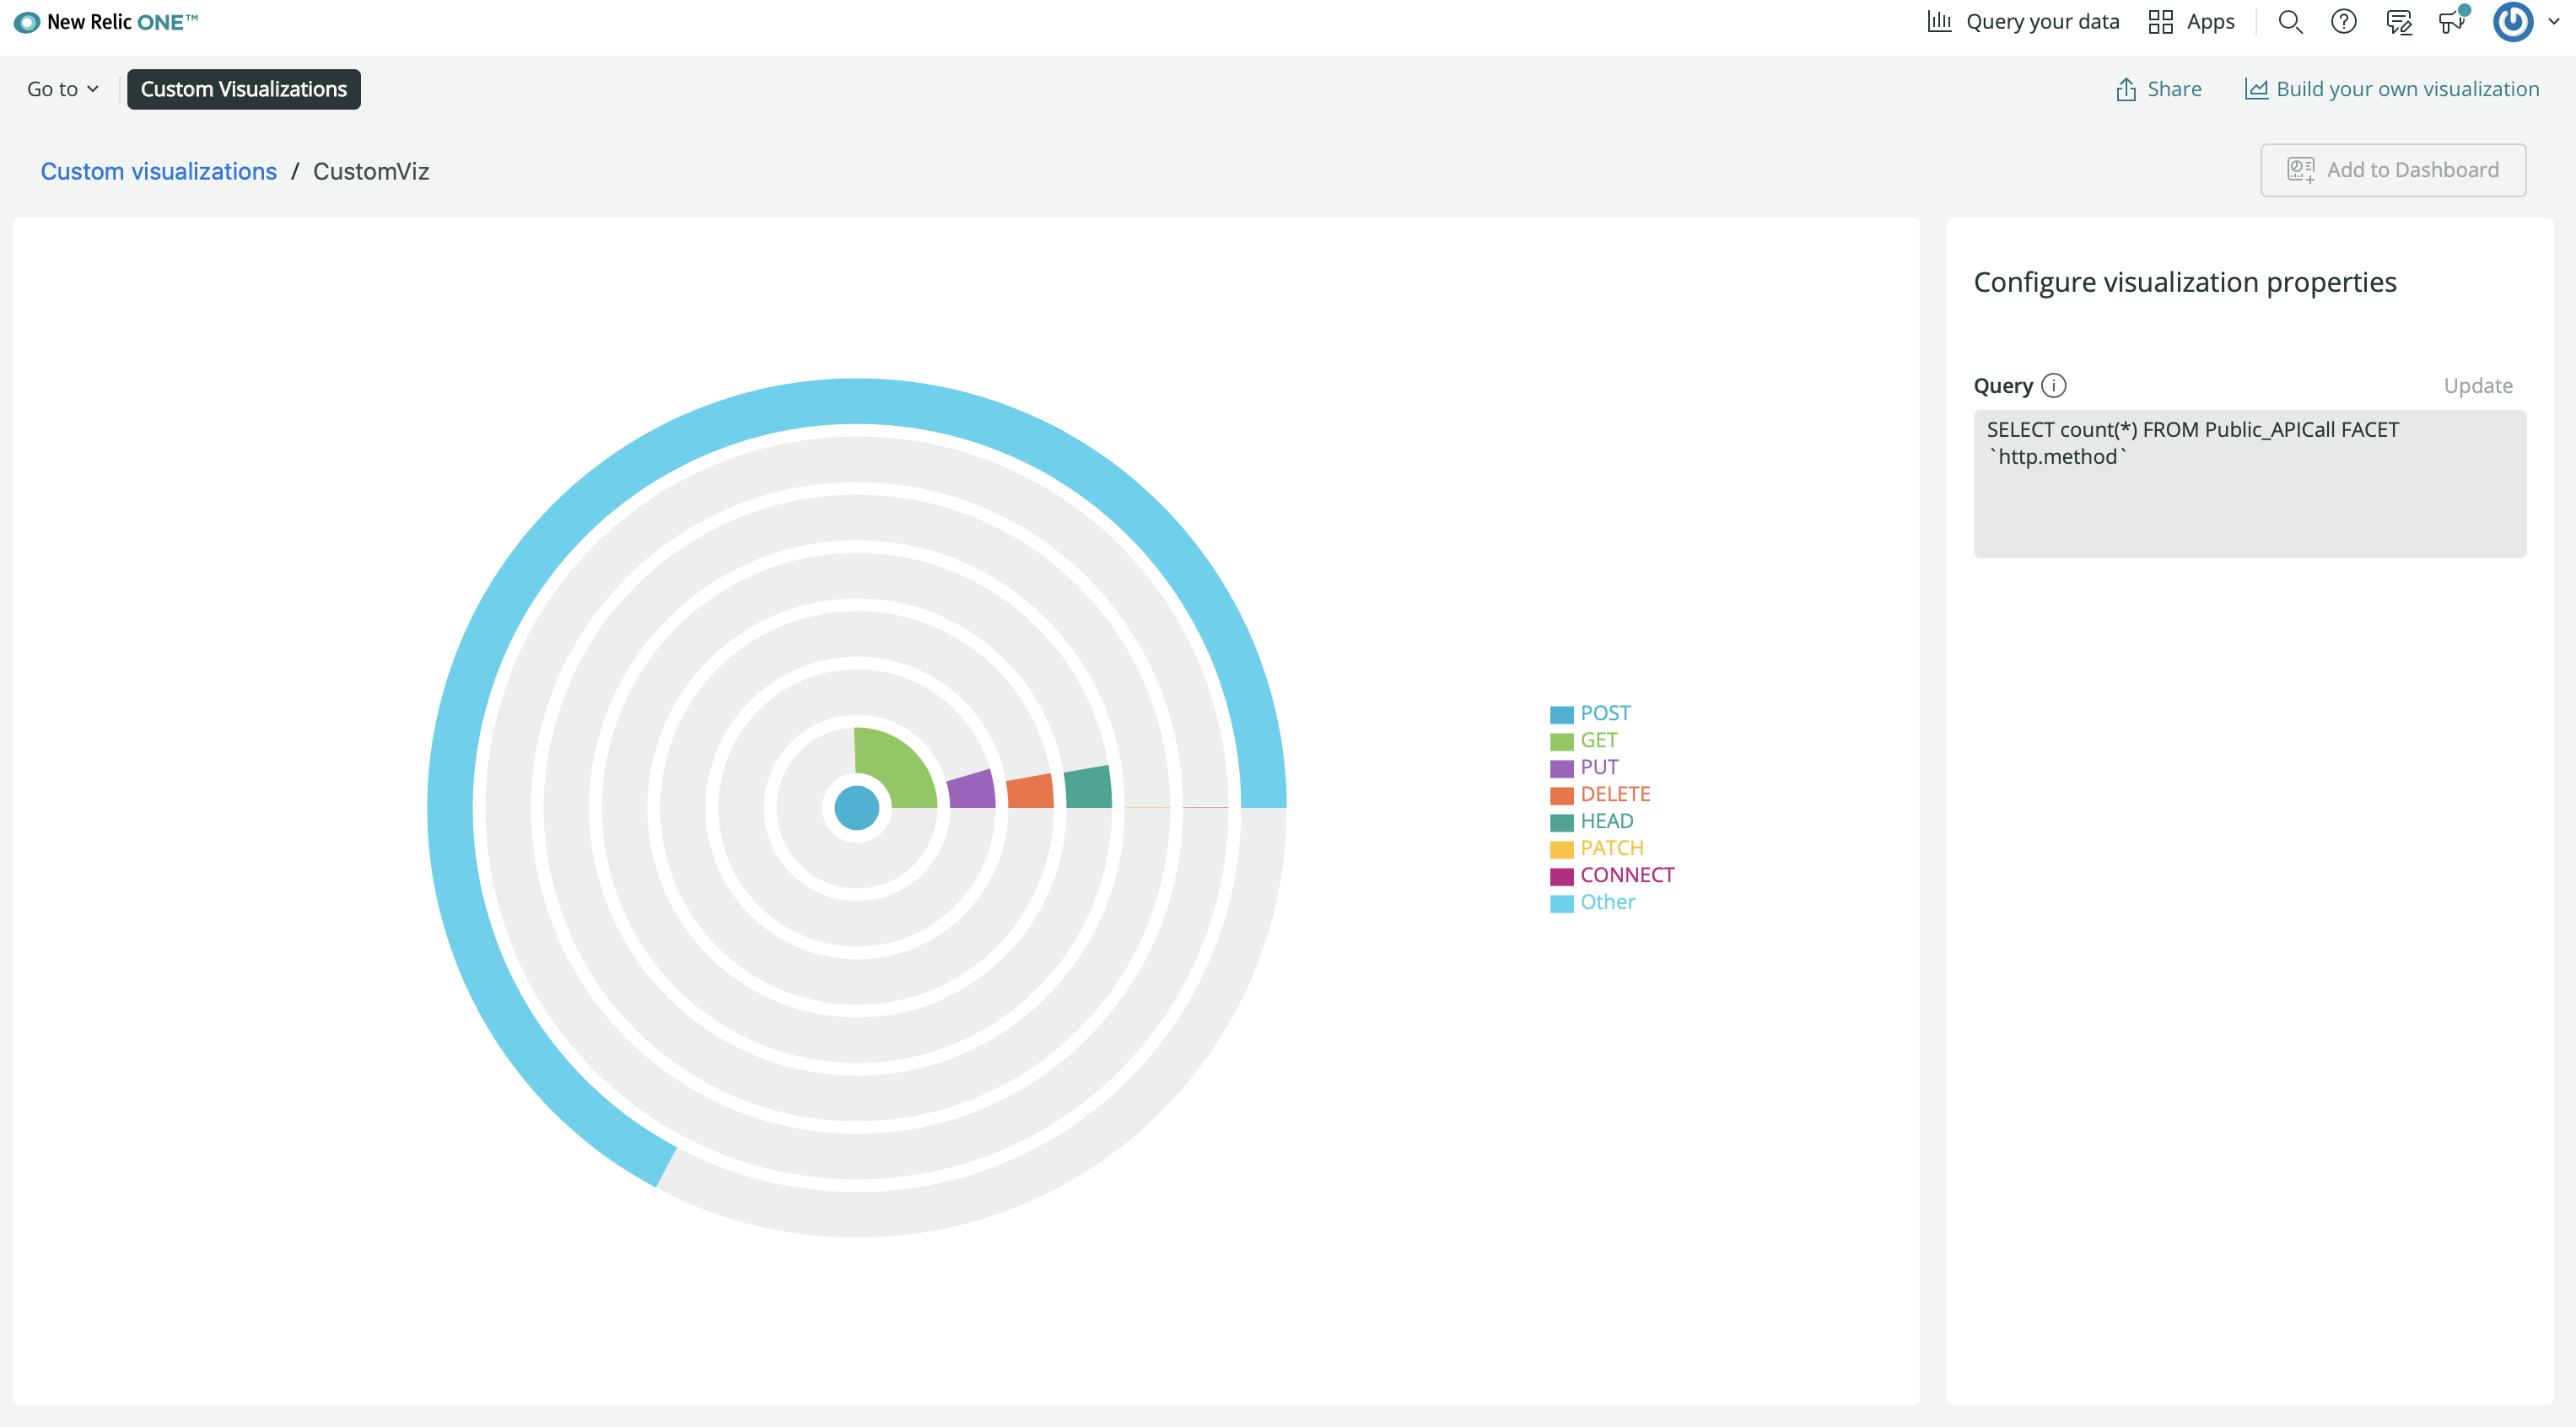 New Relic ONE™
Query your data
Apps
Go to
Custom Visualizations
Share
Build your own visualization
Custom visualizations / CustomViz
Add to Dashboard
Configure visualization properties
Query
Update
SELECT count(*) FROM Public_APICall FACET
`http.method`
POST
GET
PUT
DELETE
HEAD
PATCH
CONNECT
Other